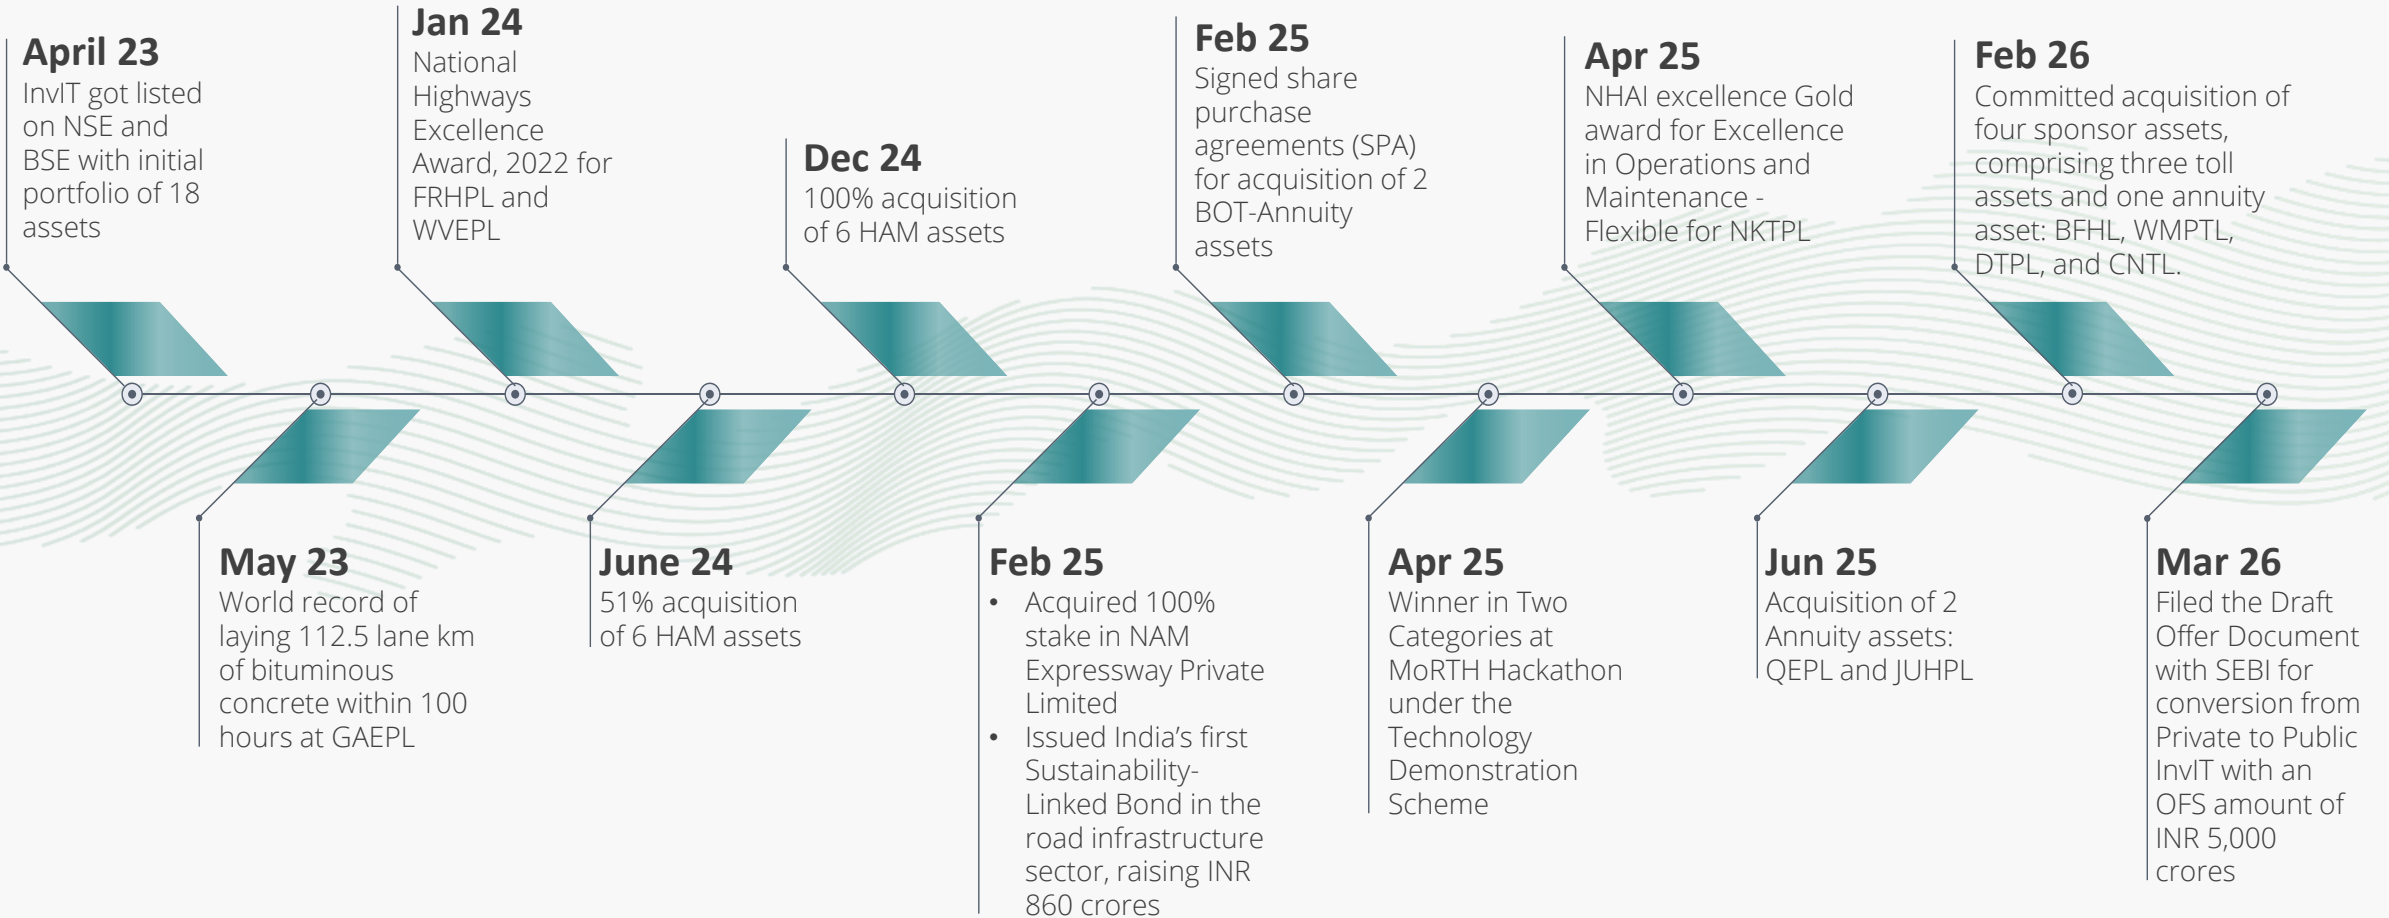 April 23
InvIT got listed
on NSE and
BSE with initial
portfolio of 18
assets
May 23
World record of
laying 112.5 lane km
of bituminous
concrete within 100
hours at GAEPL
Jan 24
National
Highways
Excellence
Award, 2022 for
FRHPL and
WVEPL
June 24
51% acquisition
of 6 HAM assets
Dec 24
100% acquisition
of 6 HAM assets
Feb 25
• Acquired 100%
stake in NAM
Expressway Private
Limited
• Issued India’s first
Sustainability-
Linked Bond in the
road infrastructure
sector, raising INR
860 crores
Feb 25
Signed share
purchase
agreements (SPA)
for acquisition of 2
BOT-Annuity
assets
Apr 25
Winner in Two
Categories at
MoRTH Hackathon
under the
Technology
Demonstration
Scheme
Apr 25
NHAI excellence Gold
award for Excellence
in Operations and
Maintenance -
Flexible for NKTPL
Jun 25
Acquisition of 2
Annuity assets:
QEPL and JUHPL
Feb 26
Committed acquisition of
four sponsor assets,
comprising three toll
assets and one annuity
asset: BFHL, WMPTL,
DTPL, and CNTL.
Mar 26
Filed the Draft
Offer Document
with SEBI for
conversion from
Private to Public
InvIT with an
OFS amount of
INR 5,000
crores